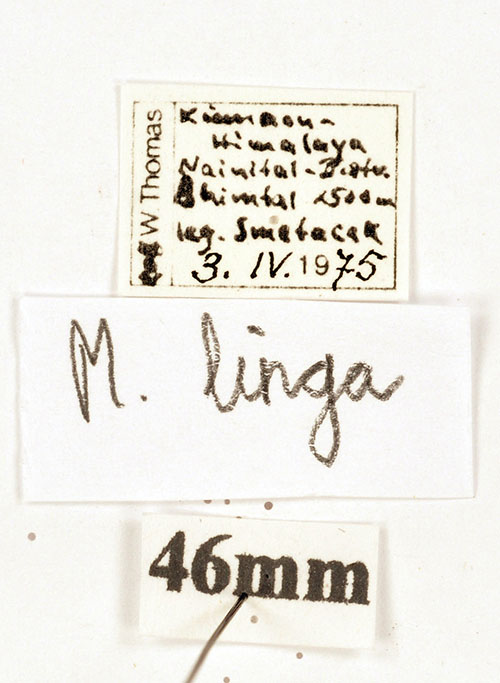 W. Thomas
Kumaon-
Himalaya
Nainital-Distr.
Bhimtal 1500m
leg. Smetacek
3. IV. 1975
M. linga
46mm